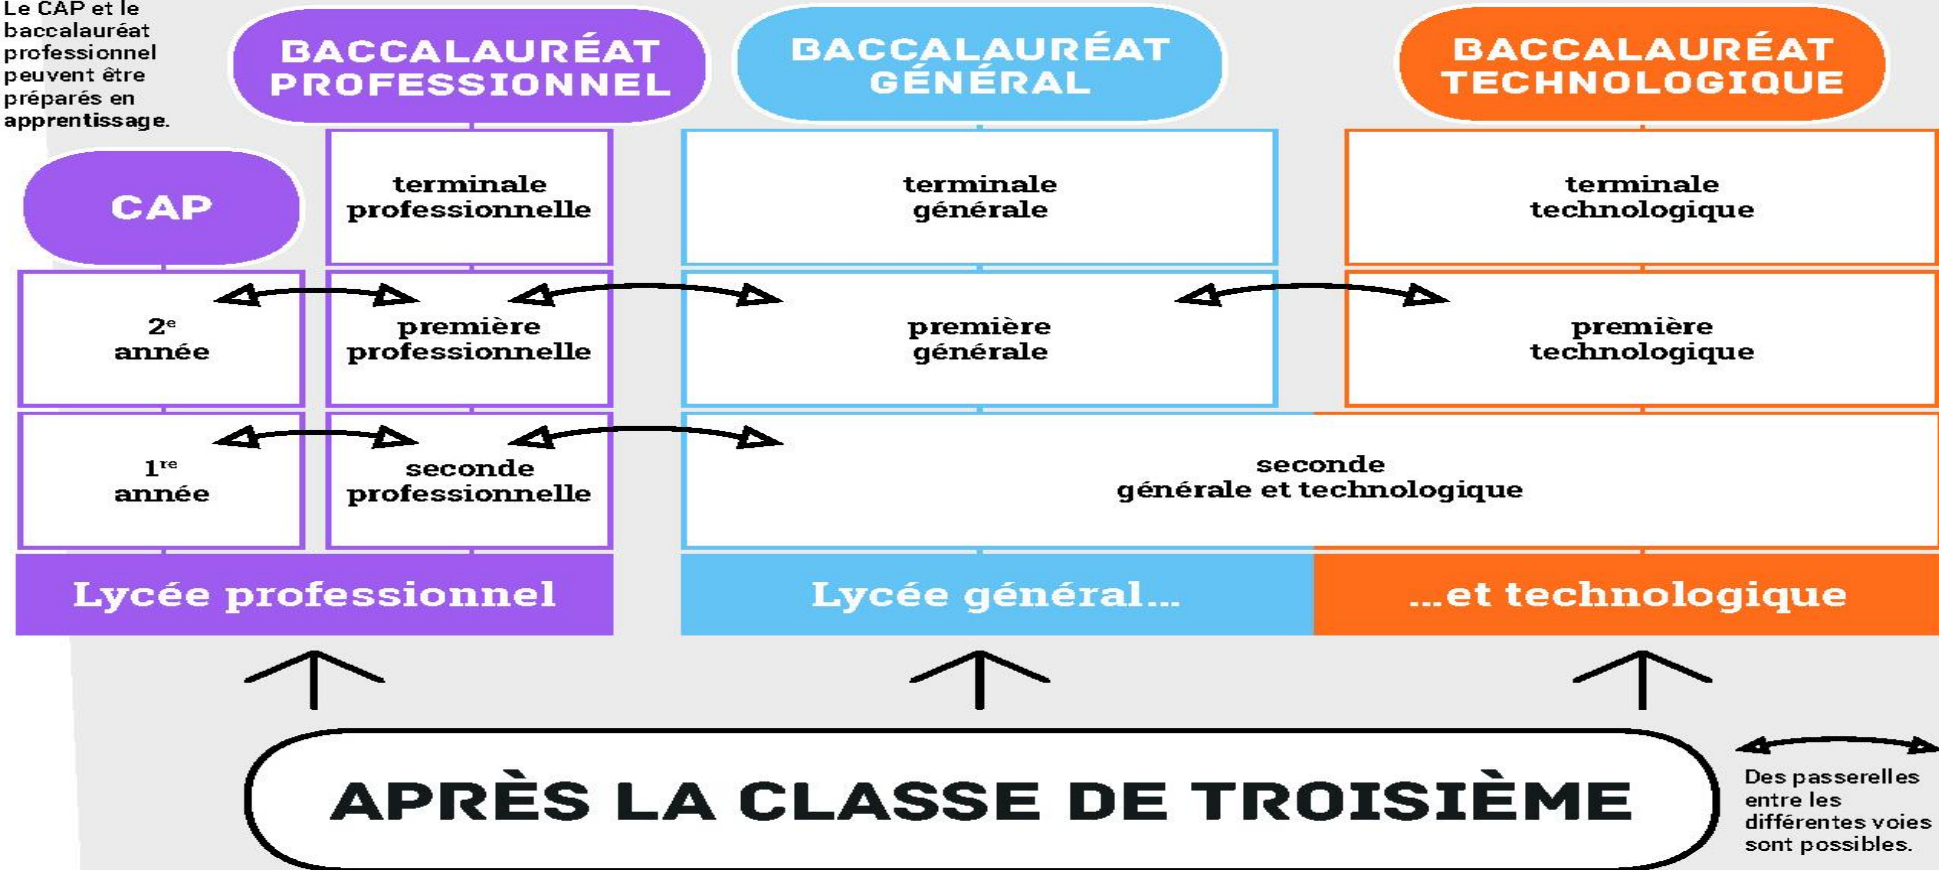 Le CAP et le
baccalauréat
professionnel
peuvent être
préparés en
apprentissage.
BACCALAURÉAT
PROFESSIONNEL
BACCALAURÉAT
GÉNÉRAL
BACCALAURÉAT
TECHNOLOGIQUE
CAP
terminale
professionnelle
terminale
générale
terminale
technologique
2e
année
première
professionnelle
première
générale
première
technologique
1re
année
seconde
professionnelle
seconde
générale et technologique
Lycée professionnel
Lycée général...
...et technologique
APRÈS LA CLASSE DE TROISIÈME
Des passerelles
entre les
différentes voies
sont possibles.